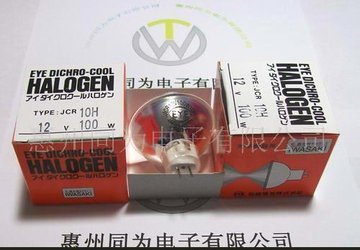 EYE DICHRO-COOL
HALOGEN
アイ ダイクロクールハロゲン
TYPE: JCR 10H
12 v 100 w
IWASAKI
EYE
EYE DICHRO-COOL
HALOGEN
アイ ダイクロクールハロゲン
TYPE: JCR 10H
12 v 100 w
IWASAKI
惠州同为电子有限公司
惠州同为电子有限公司